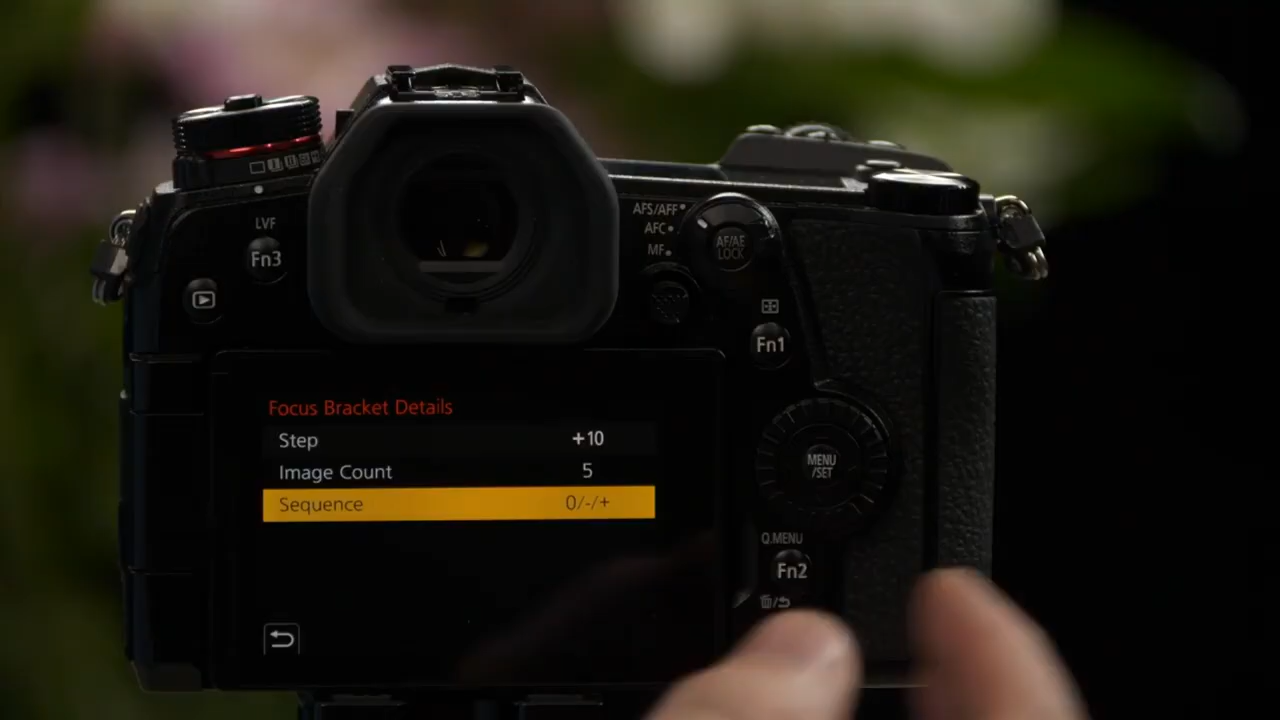 LVF
Fn3
AFS/AFF
AFC
MF
AF/AE
LOCK
Fn1
Focus Bracket Details
Step +10
Image Count 5
Sequence 0/-/+
MENU
/SET
Q.MENU
Fn2